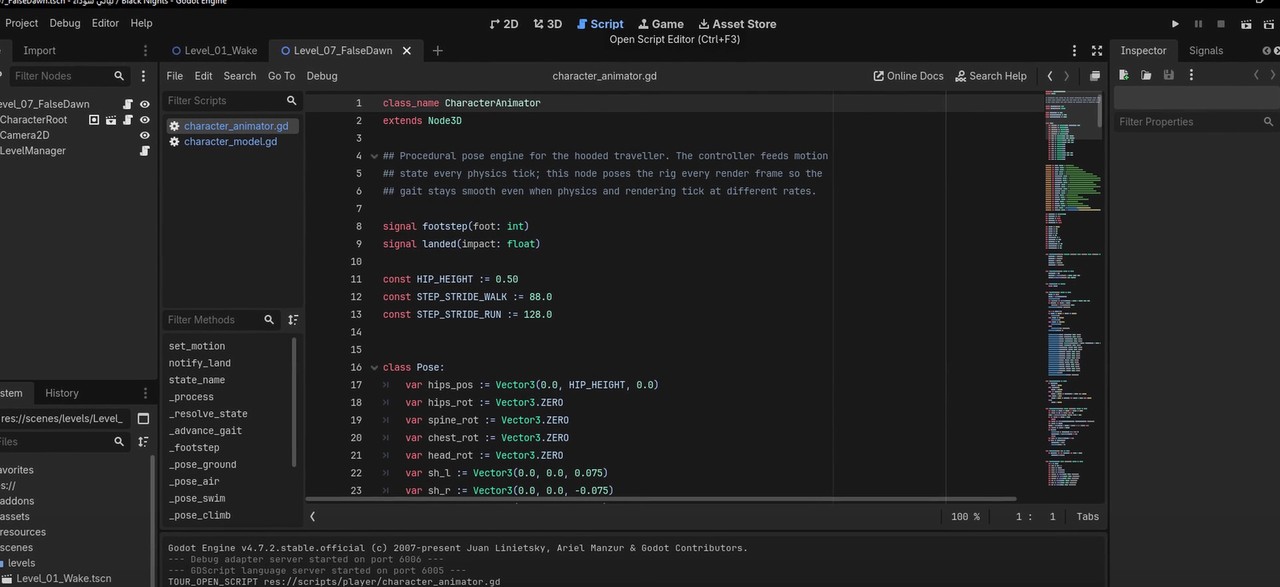 07_FalseDawn.tscn - ليالي سوداء / Black Nights - Godot Engine
Project Debug Editor Help
2D 3D Script Game Asset Store
Open Script Editor (Ctrl+F3)
Import
Level_01_Wake Level_07_FalseDawn
Inspector Signals
Filter Nodes
File Edit Search Go To Debug
character_animator.gd
Online Docs Search Help
evel_07_FalseDawn
CharacterRoot
Camera2D
LevelManager
Filter Scripts
character_animator.gd
character_model.gd
Filter Methods
set_motion
notify_land
state_name
_process
_resolve_state
_advance_gait
_footstep
_pose_ground
_pose_air
_pose_swim
_pose_climb
1 class_name CharacterAnimator
2 extends Node3D
3
4 ## Procedural pose engine for the hooded traveller. The controller feeds motion
5 ## state every physics tick; this node poses the rig every render frame so the
6 ## gait stays smooth even when physics and rendering tick at different rates.
7
8 signal footstep(foot: int)
9 signal landed(impact: float)
10
11 const HIP_HEIGHT := 0.50
12 const STEP_STRIDE_WALK := 88.0
13 const STEP_STRIDE_RUN := 128.0
14
15
16 class Pose:
17 var hips_pos := Vector3(0.0, HIP_HEIGHT, 0.0)
18 var hips_rot := Vector3.ZERO
19 var spine_rot := Vector3.ZERO
20 var chest_rot := Vector3.ZERO
21 var head_rot := Vector3.ZERO
22 var sh_l := Vector3(0.0, 0.0, 0.075)
23 var sh_r := Vector3(0.0, 0.0, -0.075)
100 % 1 : 1 Tabs
Filter Properties
stem History
res://scenes/levels/Level_
Files
avorites
s://
addons
assets
resources
scenes
levels
Level_01_Wake.tscn
Godot Engine v4.7.2.stable.official (c) 2007-present Juan Linietsky, Ariel Manzur & Godot Contributors.
--- Debug adapter server started on port 6006 ---
--- GDScript language server started on port 6005 ---
TOUR_OPEN_SCRIPT res://scripts/player/character_animator.gd